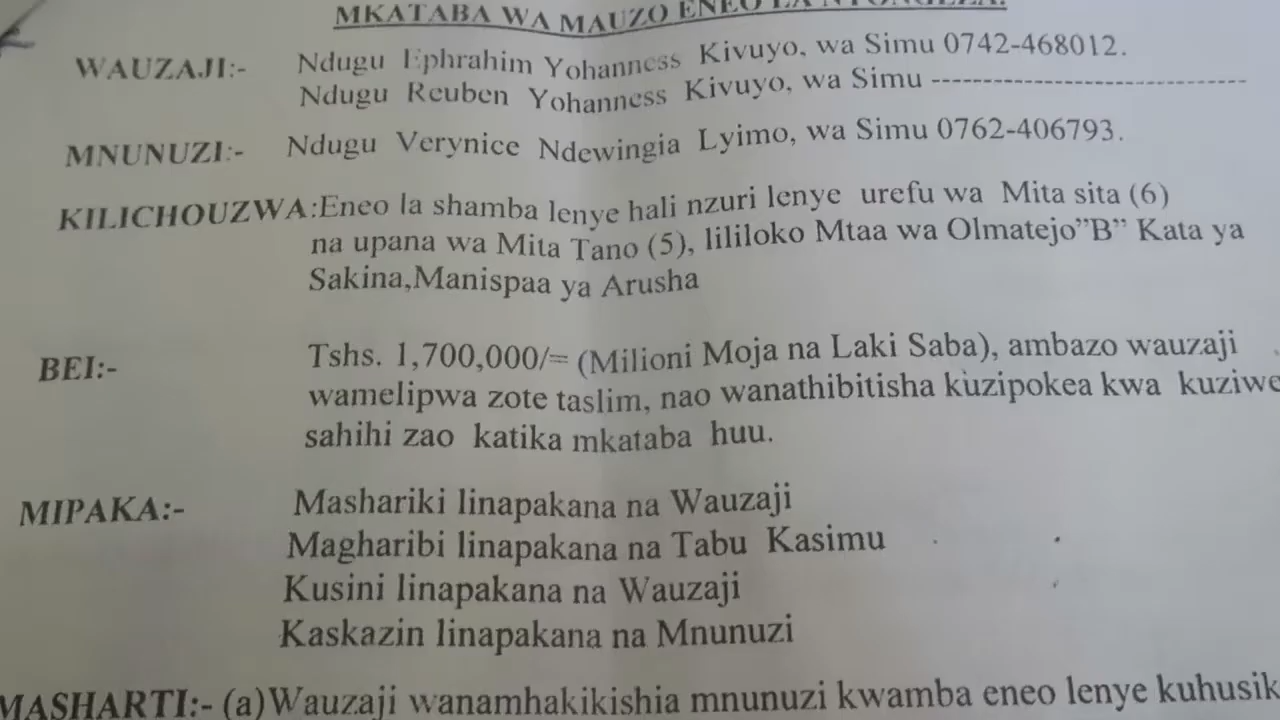 MKATABA WA MAUZO ENEO LA NYONGEZA.
WAUZAJI:- Ndugu Ephrahim Yohanness Kivuyo, wa Simu 0742-468012.
Ndugu Reuben Yohanness Kivuyo, wa Simu ------------------------------
MNUNUZI:- Ndugu Verynice Ndewingia Lyimo, wa Simu 0762-406793.
KILICHOUZWA:Eneo la shamba lenye hali nzuri lenye urefu wa Mita sita (6)
na upana wa Mita Tano (5), lililoko Mtaa wa Olmatejo”B” Kata ya
Sakina,Manispaa ya Arusha
BEI:- Tshs. 1,700,000/= (Milioni Moja na Laki Saba), ambazo wauzaji
wamelipwa zote taslim, nao wanathibitisha kuzipokea kwa kuziwe
sahihi zao katika mkataba huu.
MIPAKA:- Mashariki linapakana na Wauzaji
Magharibi linapakana na Tabu Kasimu
Kusini linapakana na Wauzaji
Kaskazin linapakana na Mnunuzi
MASHARTI:- (a)Wauzaji wanamhakikishia mnunuzi kwamba eneo lenye kuhusik